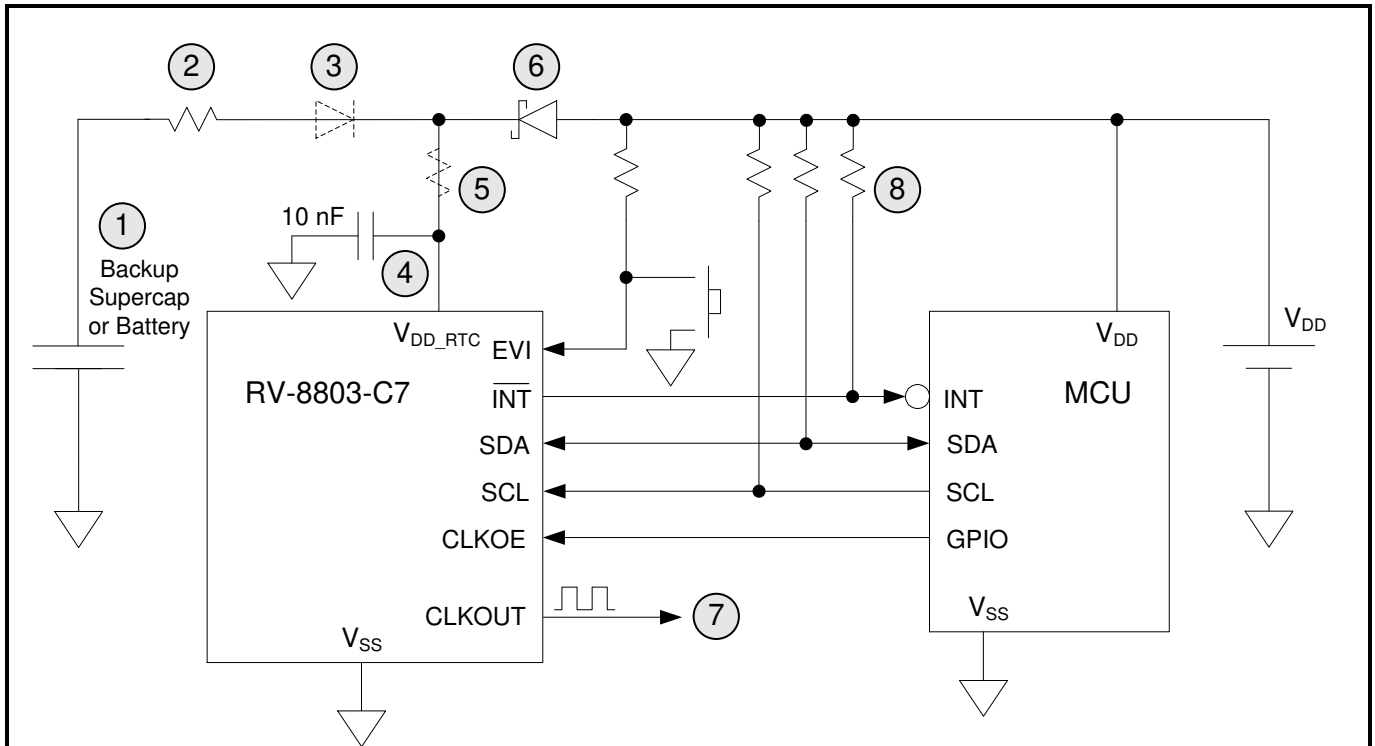 2
3
6
5
8
10 nF
1
4
Backup
Supercap
or Battery
V_DD_RTC
EVI
RV-8803-C7
INT
SDA
SCL
CLKOE
CLKOUT
7
V_SS
V_DD
MCU
INT
SDA
SCL
GPIO
V_SS
V_DD